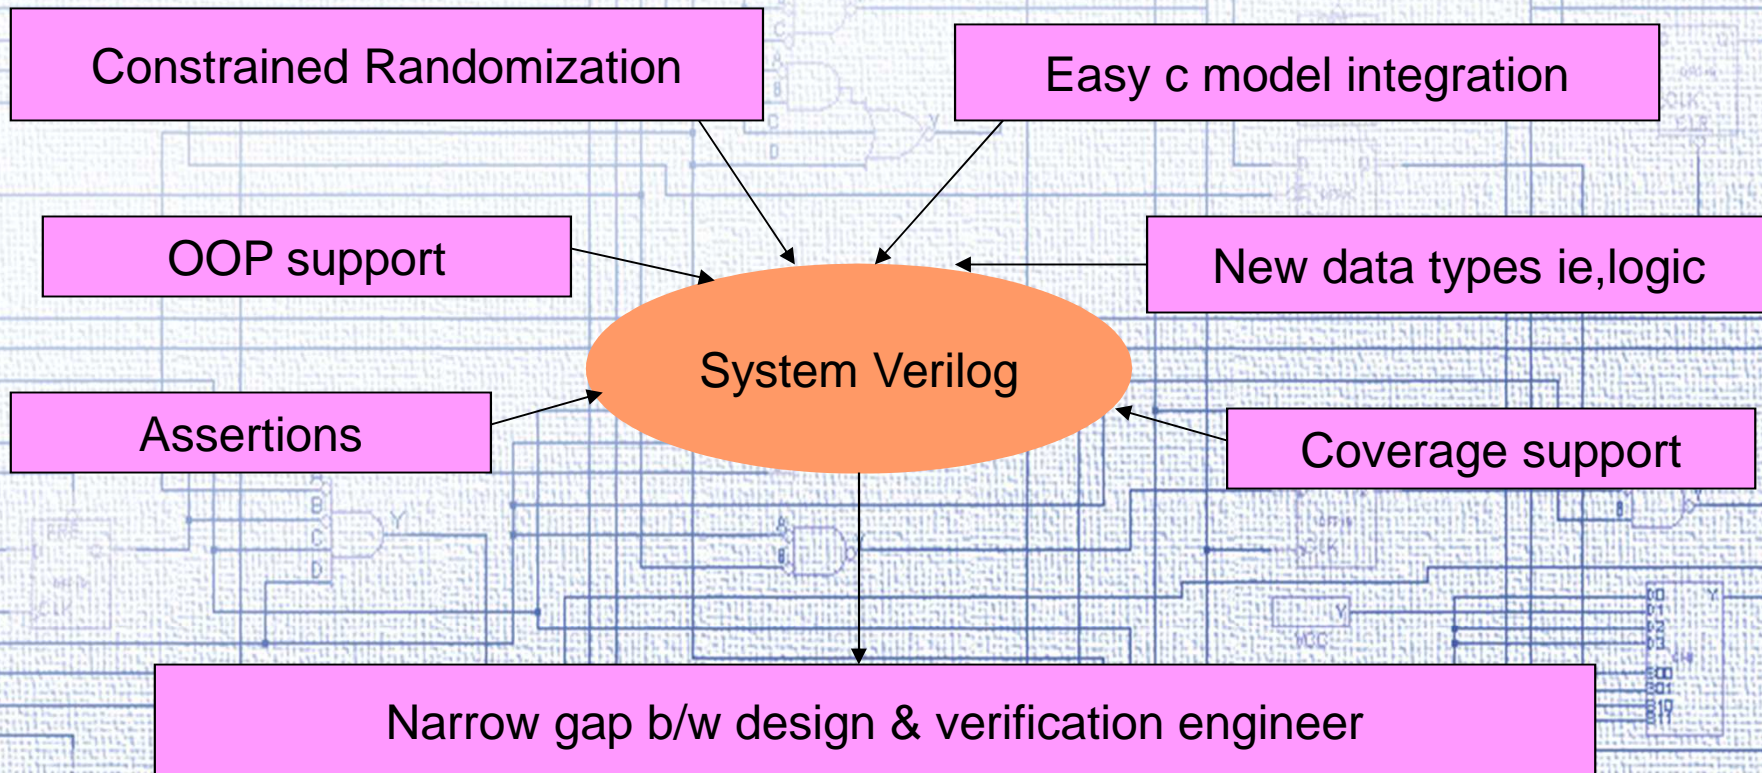 Constrained Randomization
Easy c model integration
OOP support
New data types ie,logic
System Verilog
Assertions
Coverage support
Narrow gap b/w design & verification engineer